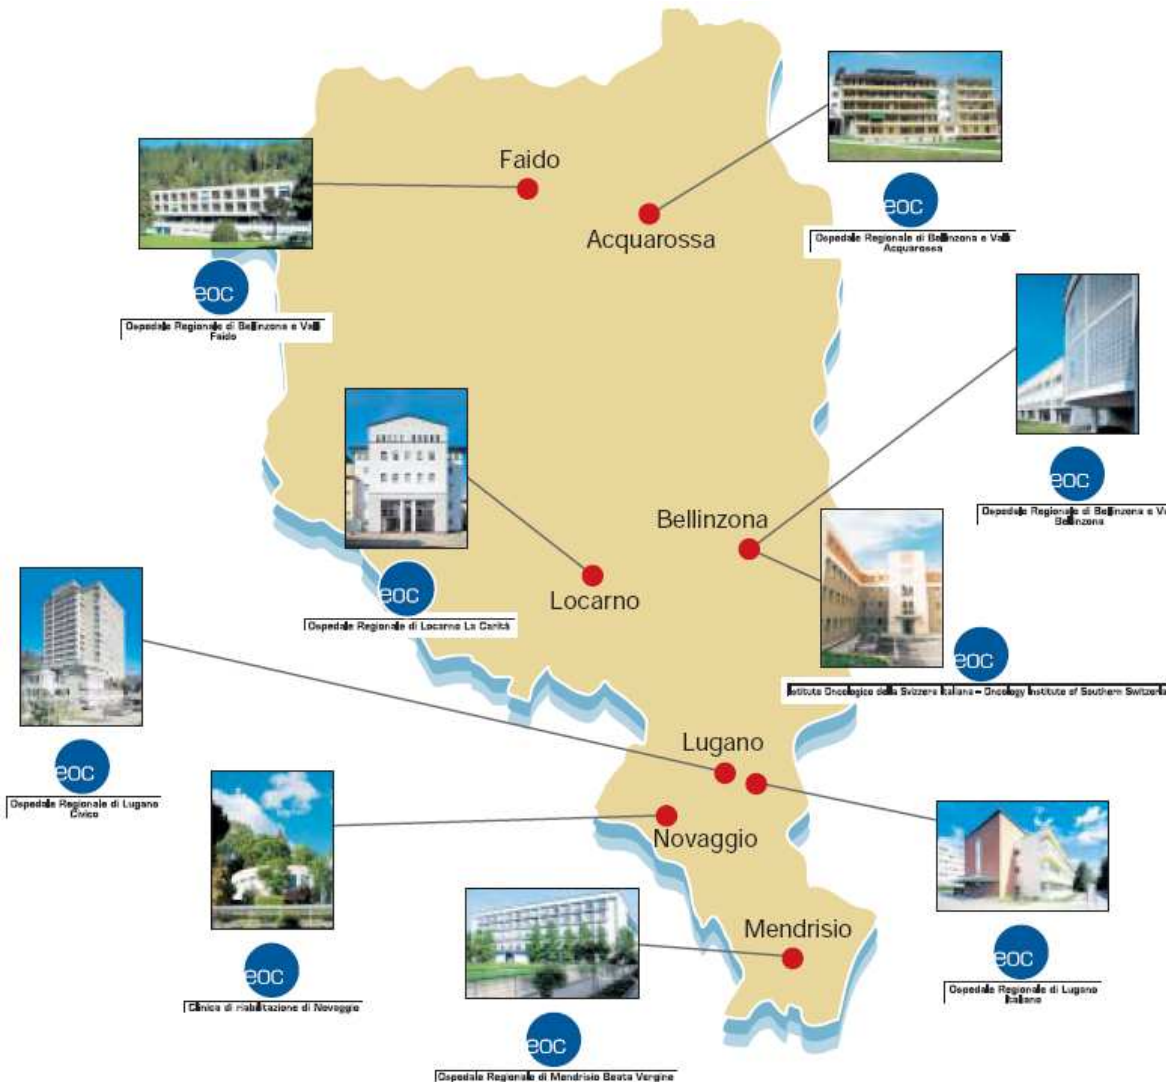 Faido
Acquarossa
eoc
Ospedale Regionale di Bellinzona e Valli
Acquarossa
eoc
Ospedale Regionale di Bellinzona e Valli
Faido
eoc
Ospedale Regionale di Bellinzona e Va
Bellinzona
Bellinzona
Locarno
eoc
Ospedale Regionale di Locarno La Carità
eoc
Istituto Oncologico della Svizzera Italiana – Oncology Institute of Southern Switzerla
Lugano
eoc
Ospedale Regionale di Lugano
Civico
Novaggio
Mendrisio
eoc
Clinica di riabilitazione di Novaggio
eoc
Ospedale Regionale di Lugano
Italiano
eoc
Ospedale Regionale di Mendrisio Beata Vergine